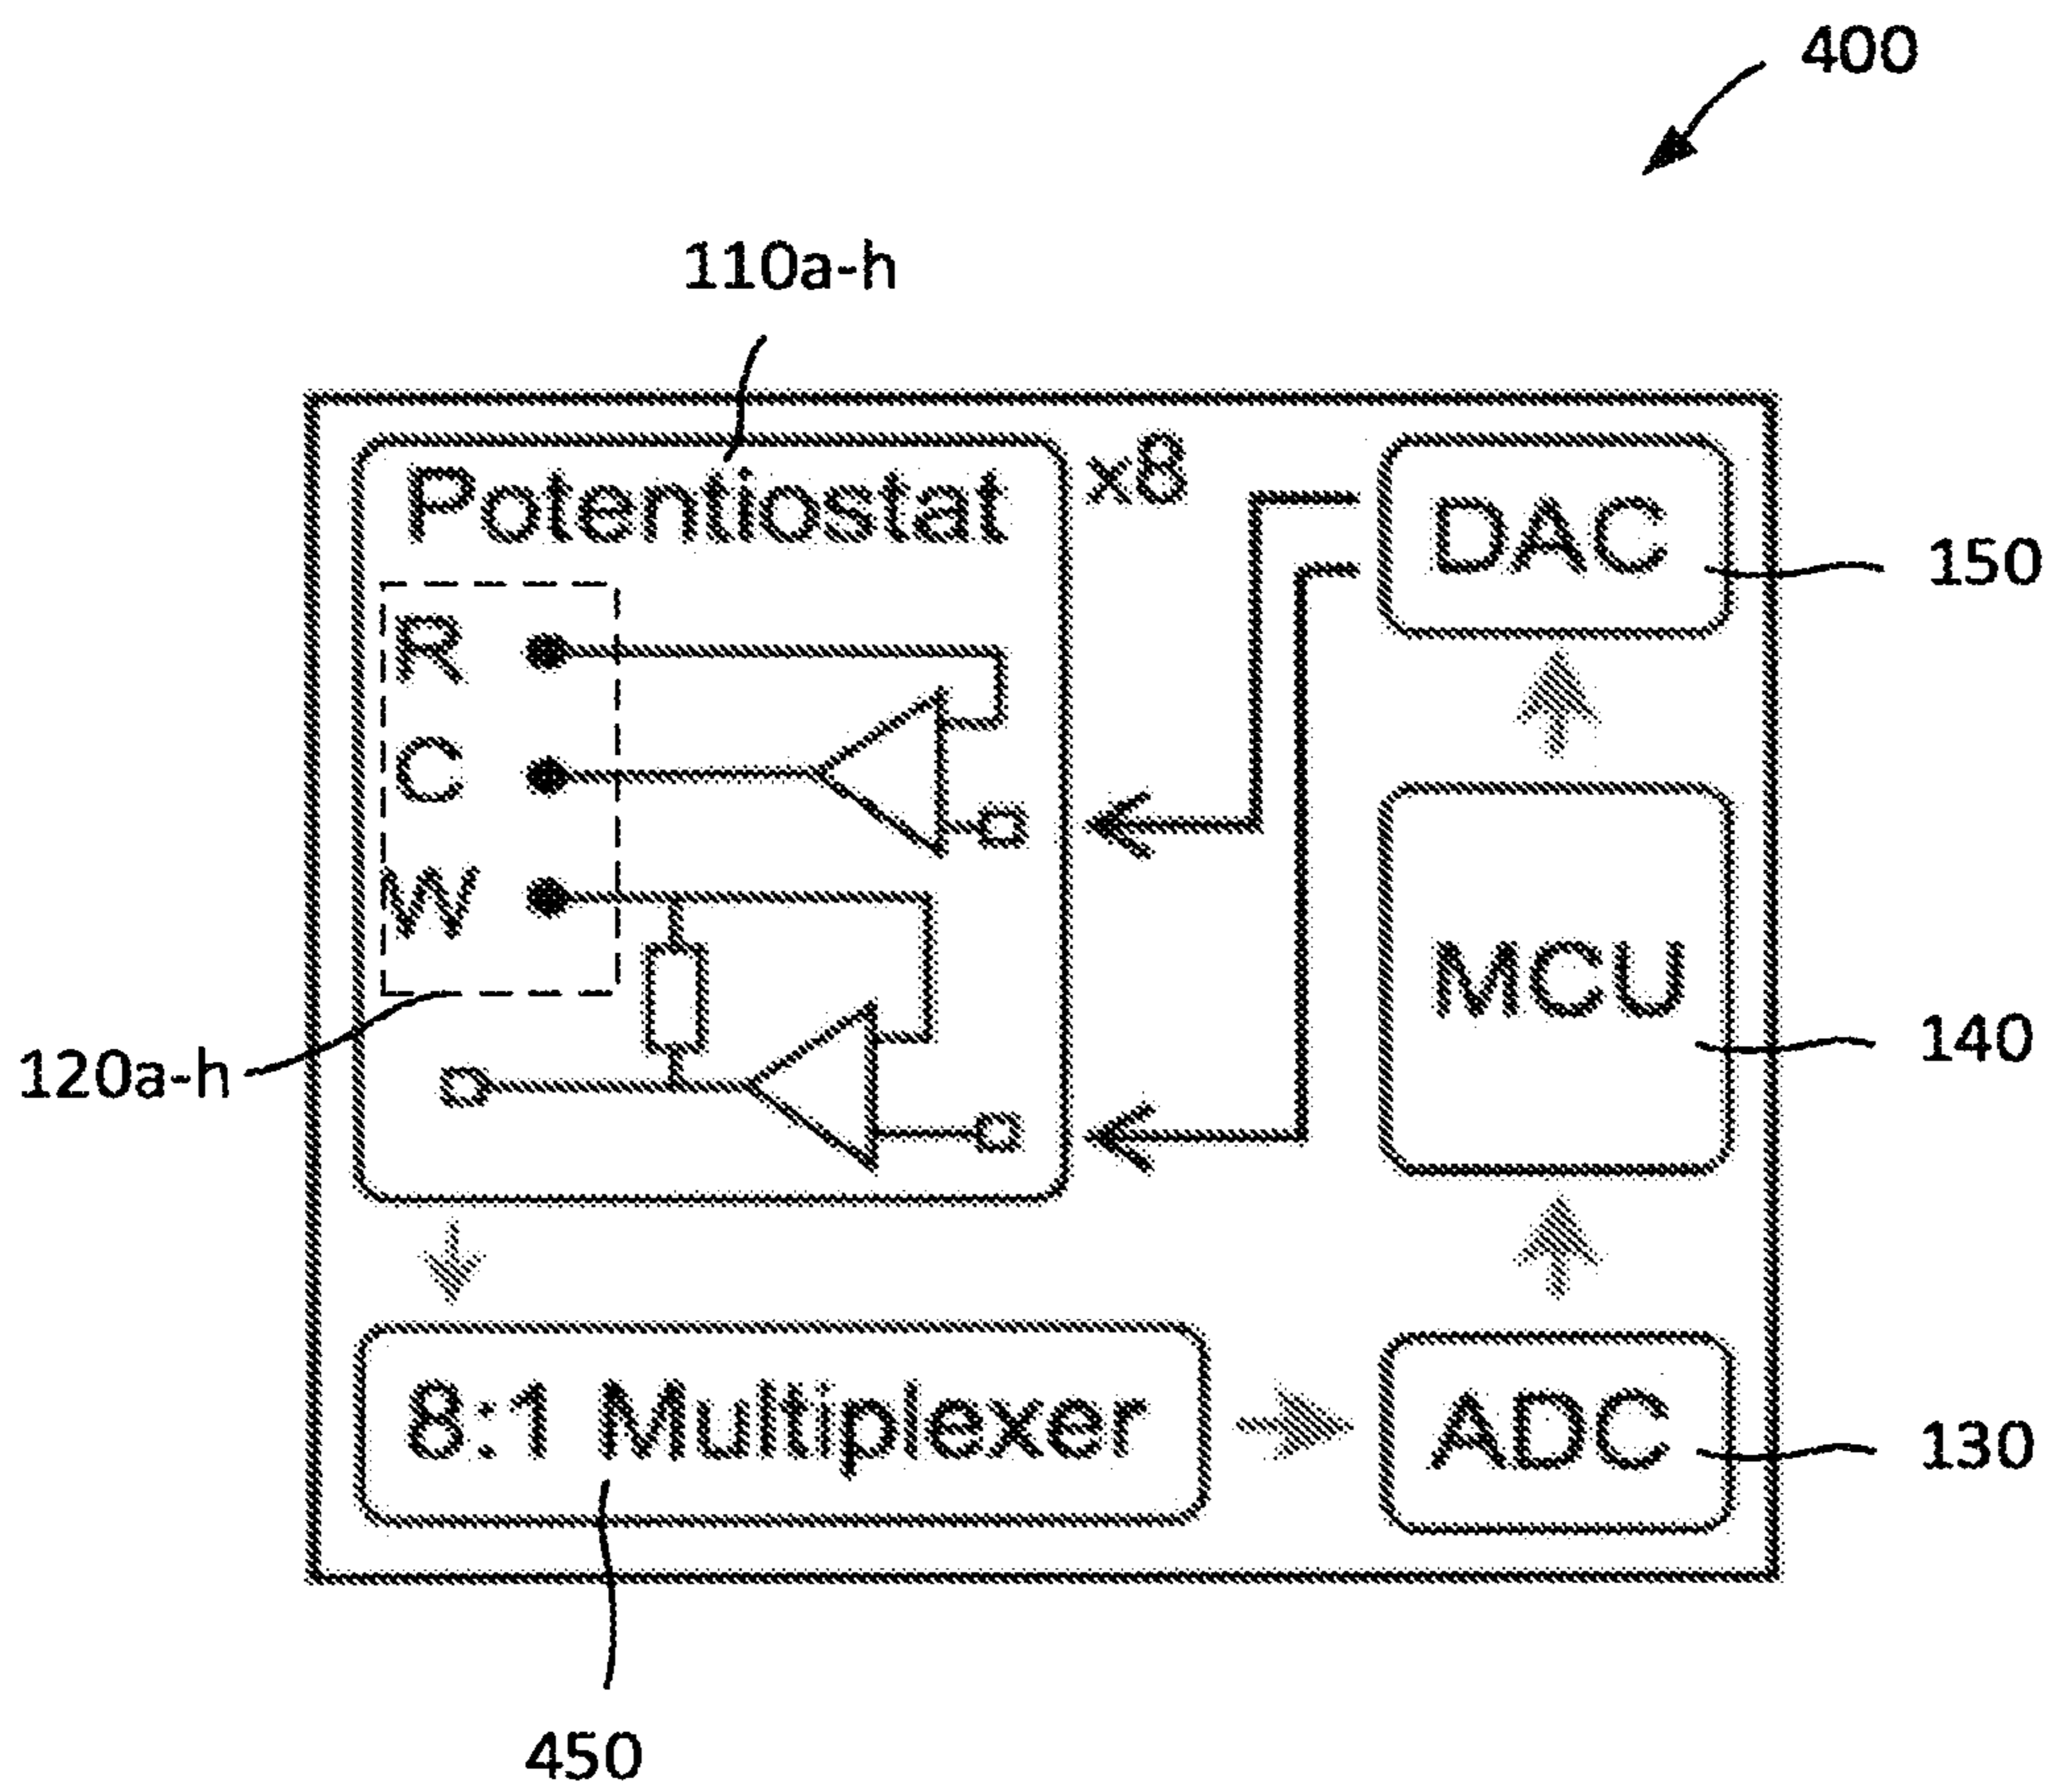 400
110a-h
Potentiostat x8
DAC
150
R
C
W
MCU
140
120a-h
8:1 Multiplexer
ADC
130
450